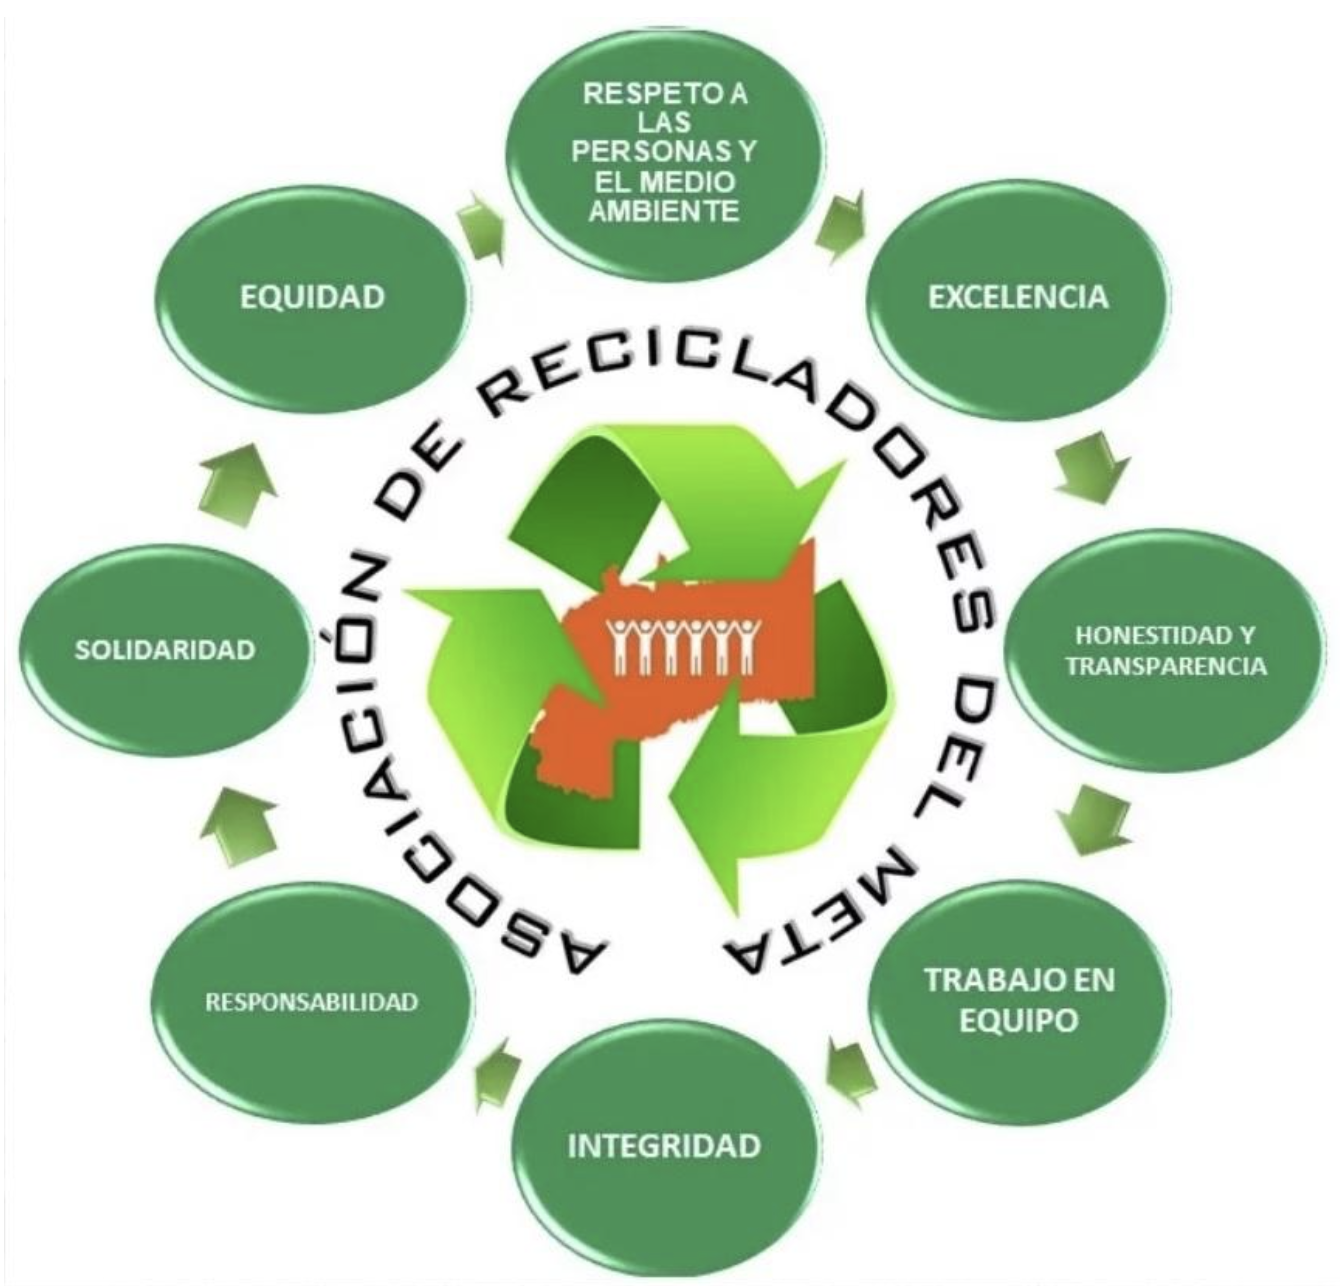 RESPETO A
LAS
PERSONAS Y
EL MEDIO
AMBIENTE
EXCELENCIA
HONESTIDAD Y
TRANSPARENCIA
TRABAJO EN
EQUIPO
INTEGRIDAD
RESPONSABILIDAD
SOLIDARIDAD
EQUIDAD
ASOCIACIÓN DE RECICLADORES DEL META